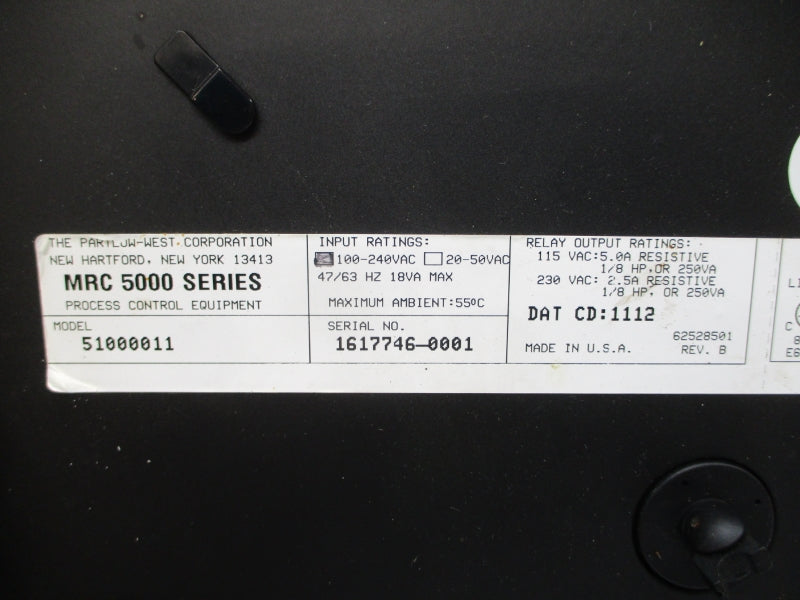 THE PARTLOW-WEST CORPORATION
NEW HARTFORD, NEW YORK 13413
MRC 5000 SERIES
PROCESS CONTROL EQUIPMENT
MODEL
51000011
INPUT RATINGS:
100-240VAC 20-50VAC
47/63 HZ 18VA MAX
MAXIMUM AMBIENT:55ºC
SERIAL NO.
1617746-0001
RELAY OUTPUT RATINGS:
115 VAC:5.0A RESISTIVE
1/8 HP. OR 250VA
230 VAC: 2.5A RESISTIVE
1/8 HP. OR 250VA
DAT CD:1112
62528501
MADE IN U.S.A. REV. B
LI
C
8
E6